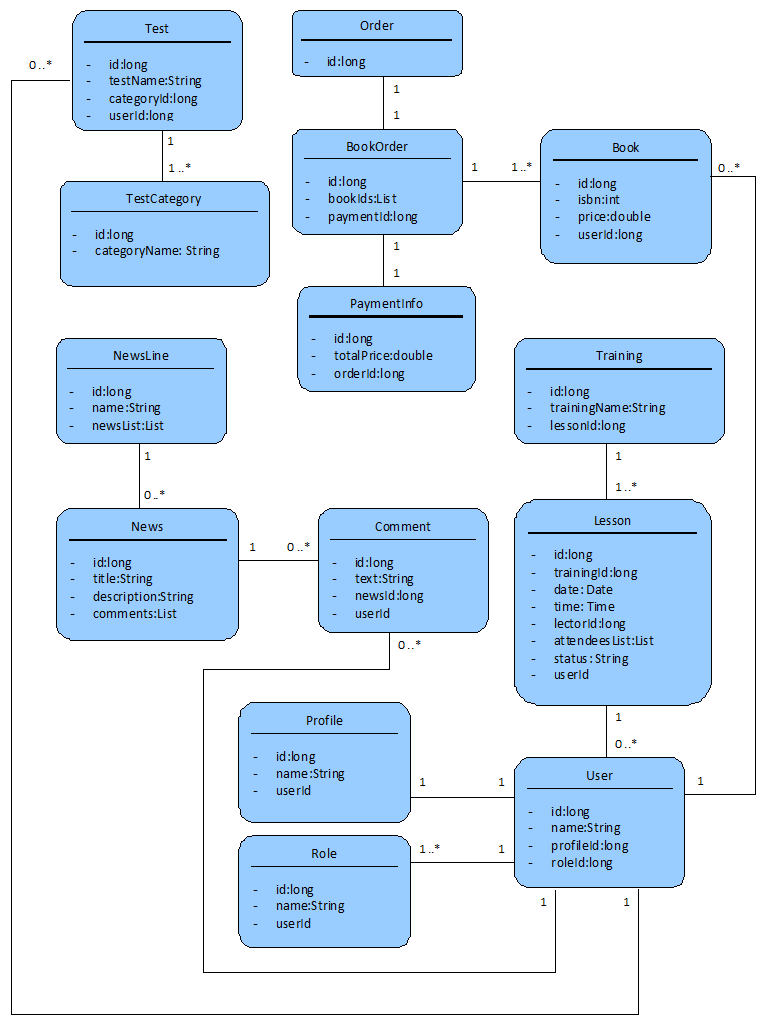 Test
- id:long
- testName:String
- categoryId:long
- userId:long
0..*
1
1..*
TestCategory
- id:long
- categoryName: String
Order
- id:long
1
1
BookOrder
- id:long
- bookIds:List
- paymentId:long
1
1..*
Book
- id:long
- isbn:int
- price:double
- userId:long
0..*
1
1
PaymentInfo
- id:long
- totalPrice:double
- orderId:long
NewsLine
- id:long
- name:String
- newsList:List
1
0..*
News
- id:long
- title:String
- description:String
- comments:List
1
0..*
Comment
- id:long
- text:String
- newsId:long
- userId
0..*
Training
- id:long
- trainingName:String
- lessonId:long
1
1..*
Lesson
- id:long
- trainingId:long
- date: Date
- time: Time
- lectorId:long
- attendeesList:List
- status: String
- userId
1
0..*
Profile
- id:long
- name:String
- userId
1
1
User
- id:long
- name:String
- profileId:long
- roleId:long
1
Role
- id:long
- name:String
- userId
1..*
1
1
1